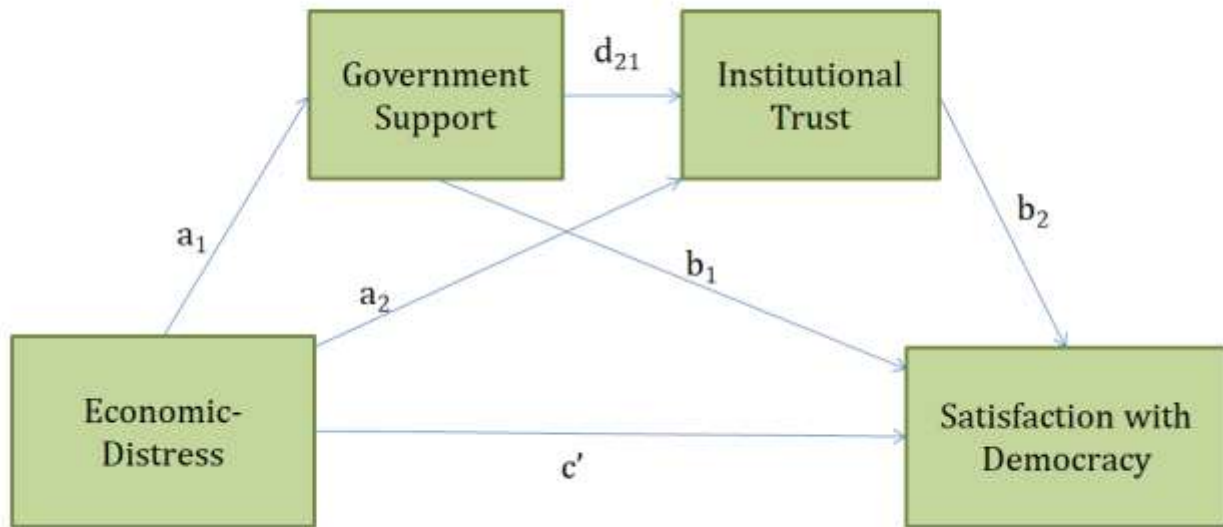 Government
Support
d₂₁
Institutional
Trust
a₁
a₂
b₁
b₂
Economic-
Distress
c’
Satisfaction with
Democracy